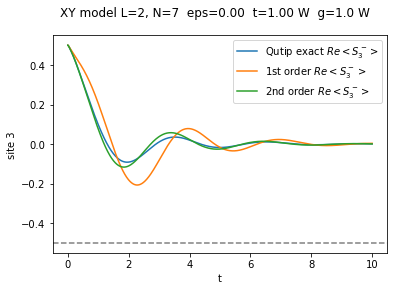 XY model L=2, N=7 eps=0.00 t=1.00 W g=1.0 W
Qutip exact Re < S₃⁻ >
1st order Re < S₃⁻ >
2nd order Re < S₃⁻ >
site 3
0.4
0.2
0.0
−0.2
−0.4
0 2 4 6 8 10
t